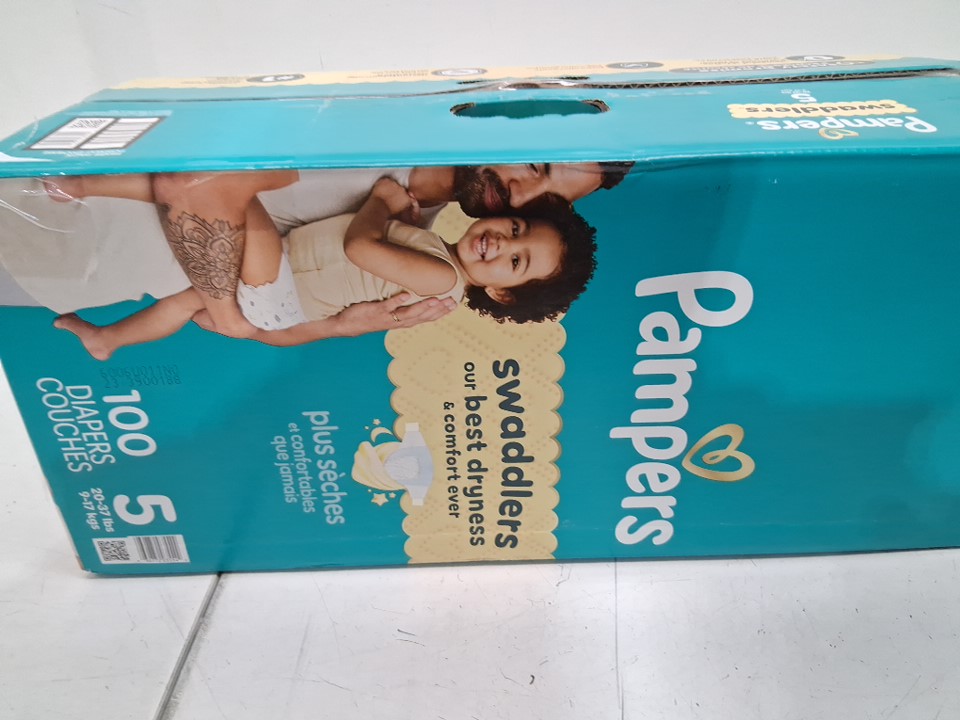 Pampers
swaddlers
5
Pampers
swaddlers
our best dryness
& comfort ever
plus sèches
et confortables
que jamais
100
DIAPERS
COUCHES
5
20-37 lbs
9-17 kgs